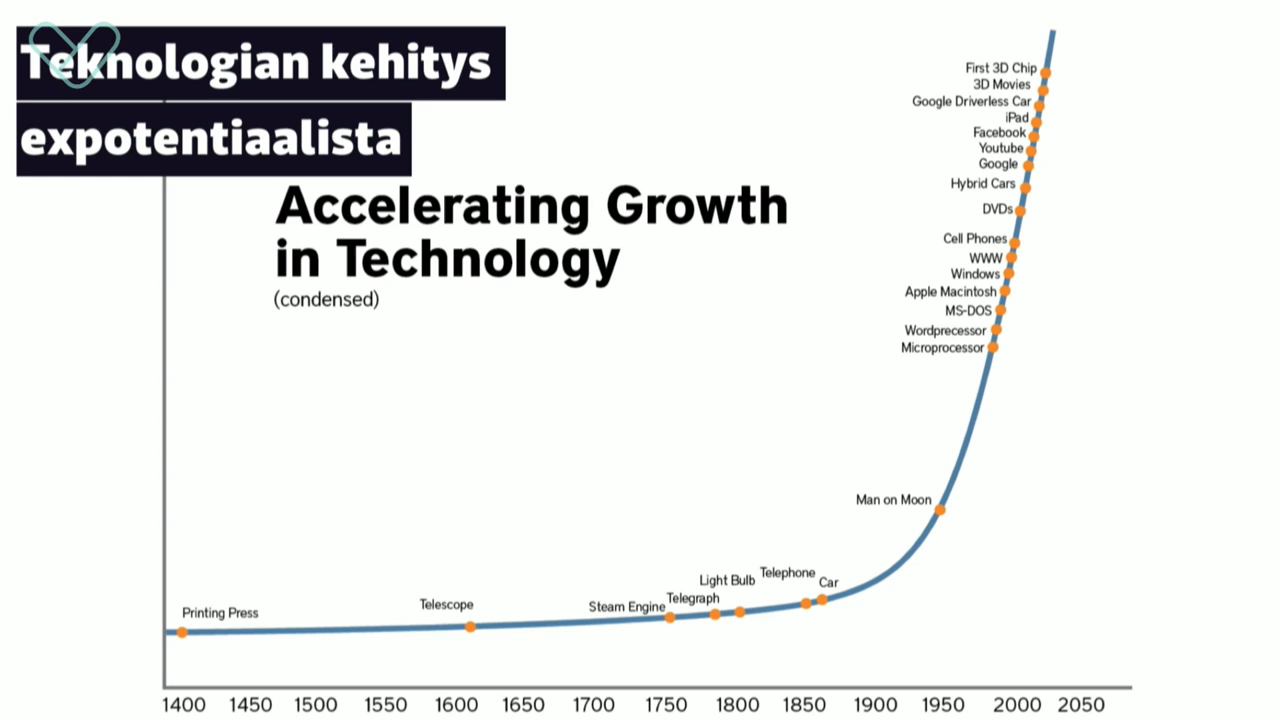 Teknologian kehitys
expotentiaalista
Accelerating Growth
in Technology
(condensed)
First 3D Chip
3D Movies
Google Driverless Car
iPad
Facebook
Youtube
Google
Hybrid Cars
DVDs
Cell Phones
WWW
Windows
Apple Macintosh
MS-DOS
Wordprecessor
Microprocessor
Man on Moon
Telephone
Light Bulb
Car
Telegraph
Steam Engine
Telescope
Printing Press
1400 1450 1500 1550 1600 1650 1700 1750 1800 1850 1900 1950 2000 2050